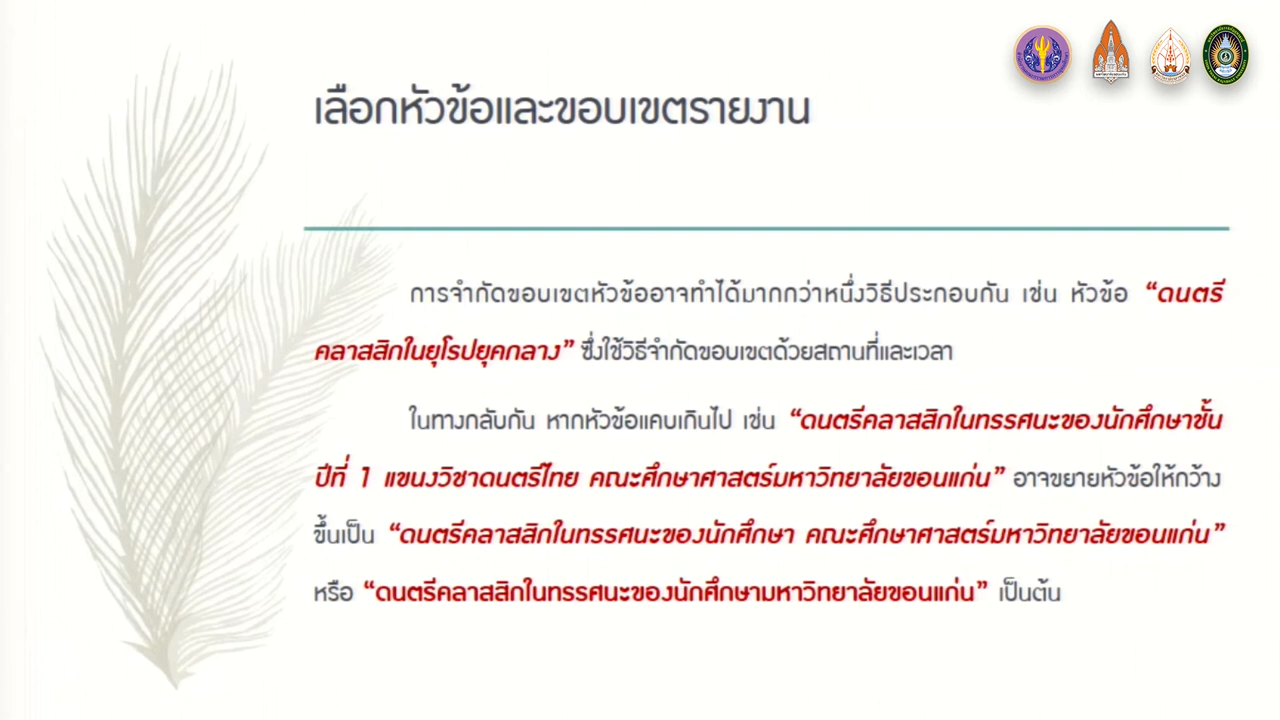 เลือกหัวข้อและขอบเขตรายงาน
การจำกัดขอบเขตหัวข้ออาจทำได้มากกว่าหนึ่งวิธีประกอบกัน เช่น หัวข้อ “ดนตรี
คลาสสิกในยุโรปยุคกลาง” ซึ่งใช้วิธีจำกัดขอบเขตด้วยสถานที่และเวลา
ในทางกลับกัน หากหัวข้อแคบเกินไป เช่น “ดนตรีคลาสสิกในทรรศนะของนักศึกษาชั้น
ปีที่ 1 แขนงวิชาดนตรีไทย คณะศึกษาศาสตร์มหาวิทยาลัยขอนแก่น” อาจขยายหัวข้อให้กว้าง
ขึ้นเป็น “ดนตรีคลาสสิกในทรรศนะของนักศึกษา คณะศึกษาศาสตร์มหาวิทยาลัยขอนแก่น”
หรือ “ดนตรีคลาสสิกในทรรศนะของนักศึกษามหาวิทยาลัยขอนแก่น” เป็นต้น